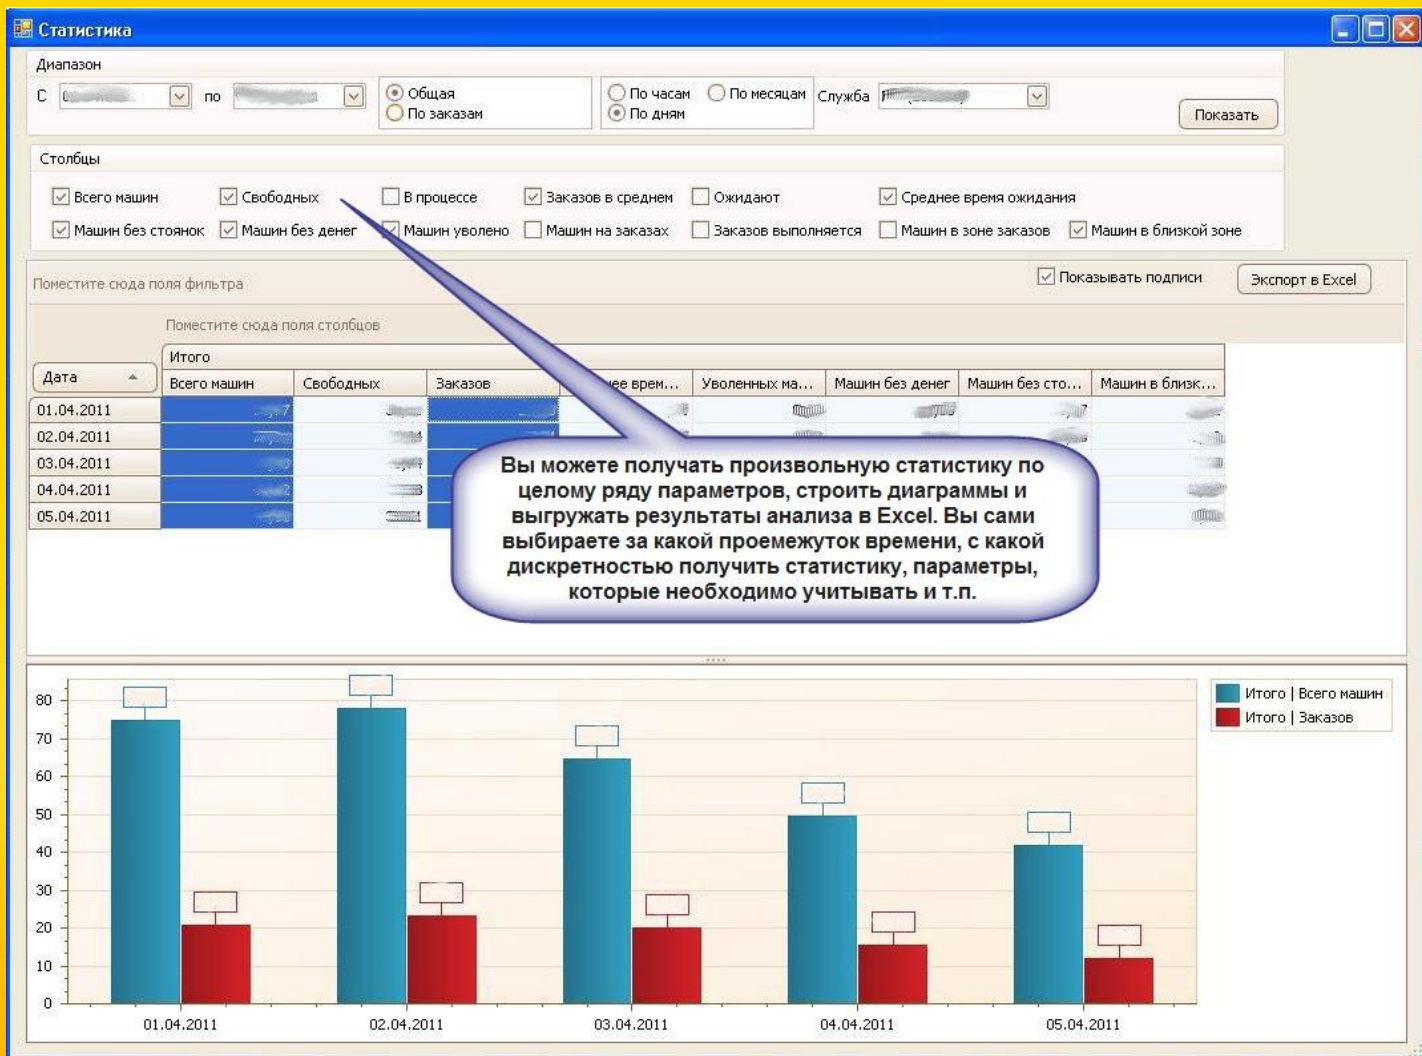 Статистика
Диапазон
С по Общая По часам По месяцам Служба
По заказам По дням Показать
Столбцы
Всего машин Свободных В процессе Заказов в среднем Ожидают Среднее время ожидания
Машин без стоянок Машин без денег Машин уволено Машин на заказах Заказов выполняется Машин в зоне заказов Машин в близкой зоне
Поместите сюда поля фильтра Показывать подписи Экспорт в Excel
Поместите сюда поля столбцов
Итого
Дата Всего машин Свободных Заказов врем... Уволенных ма... Машин без денег Машин без сто... Машин в близк...
01.04.2011
02.04.2011
03.04.2011
04.04.2011
05.04.2011
Вы можете получать произвольную статистику по
целому ряду параметров, строить диаграммы и
выгружать результаты анализа в Excel. Вы сами
выбираете за какой проемежуток времени, с какой
дискретностью получить статистику, параметры,
которые необходимо учитывать и т.п.
80
70
60
50
40
30
20
10
0
01.04.2011 02.04.2011 03.04.2011 04.04.2011 05.04.2011
Итого | Всего машин
Итого | Заказов